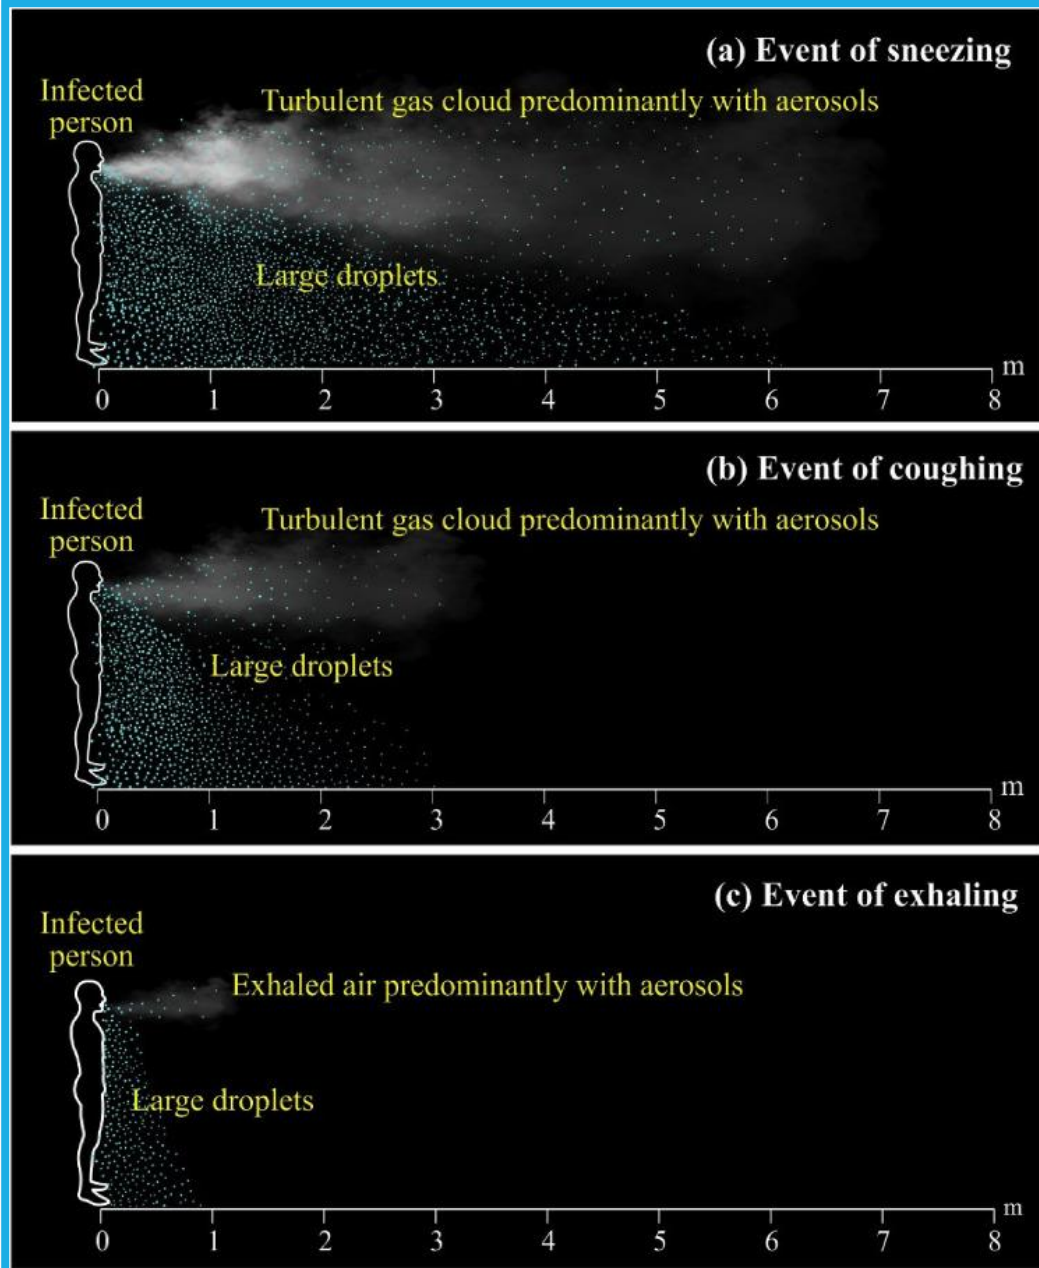 (a) Event of sneezing
Infected
person
Turbulent gas cloud predominantly with aerosols
Large droplets
m
0 1 2 3 4 5 6 7 8
(b) Event of coughing
Infected
person
Turbulent gas cloud predominantly with aerosols
Large droplets
m
0 1 2 3 4 5 6 7 8
(c) Event of exhaling
Infected
person
Exhaled air predominantly with aerosols
Large droplets
m
0 1 2 3 4 5 6 7 8